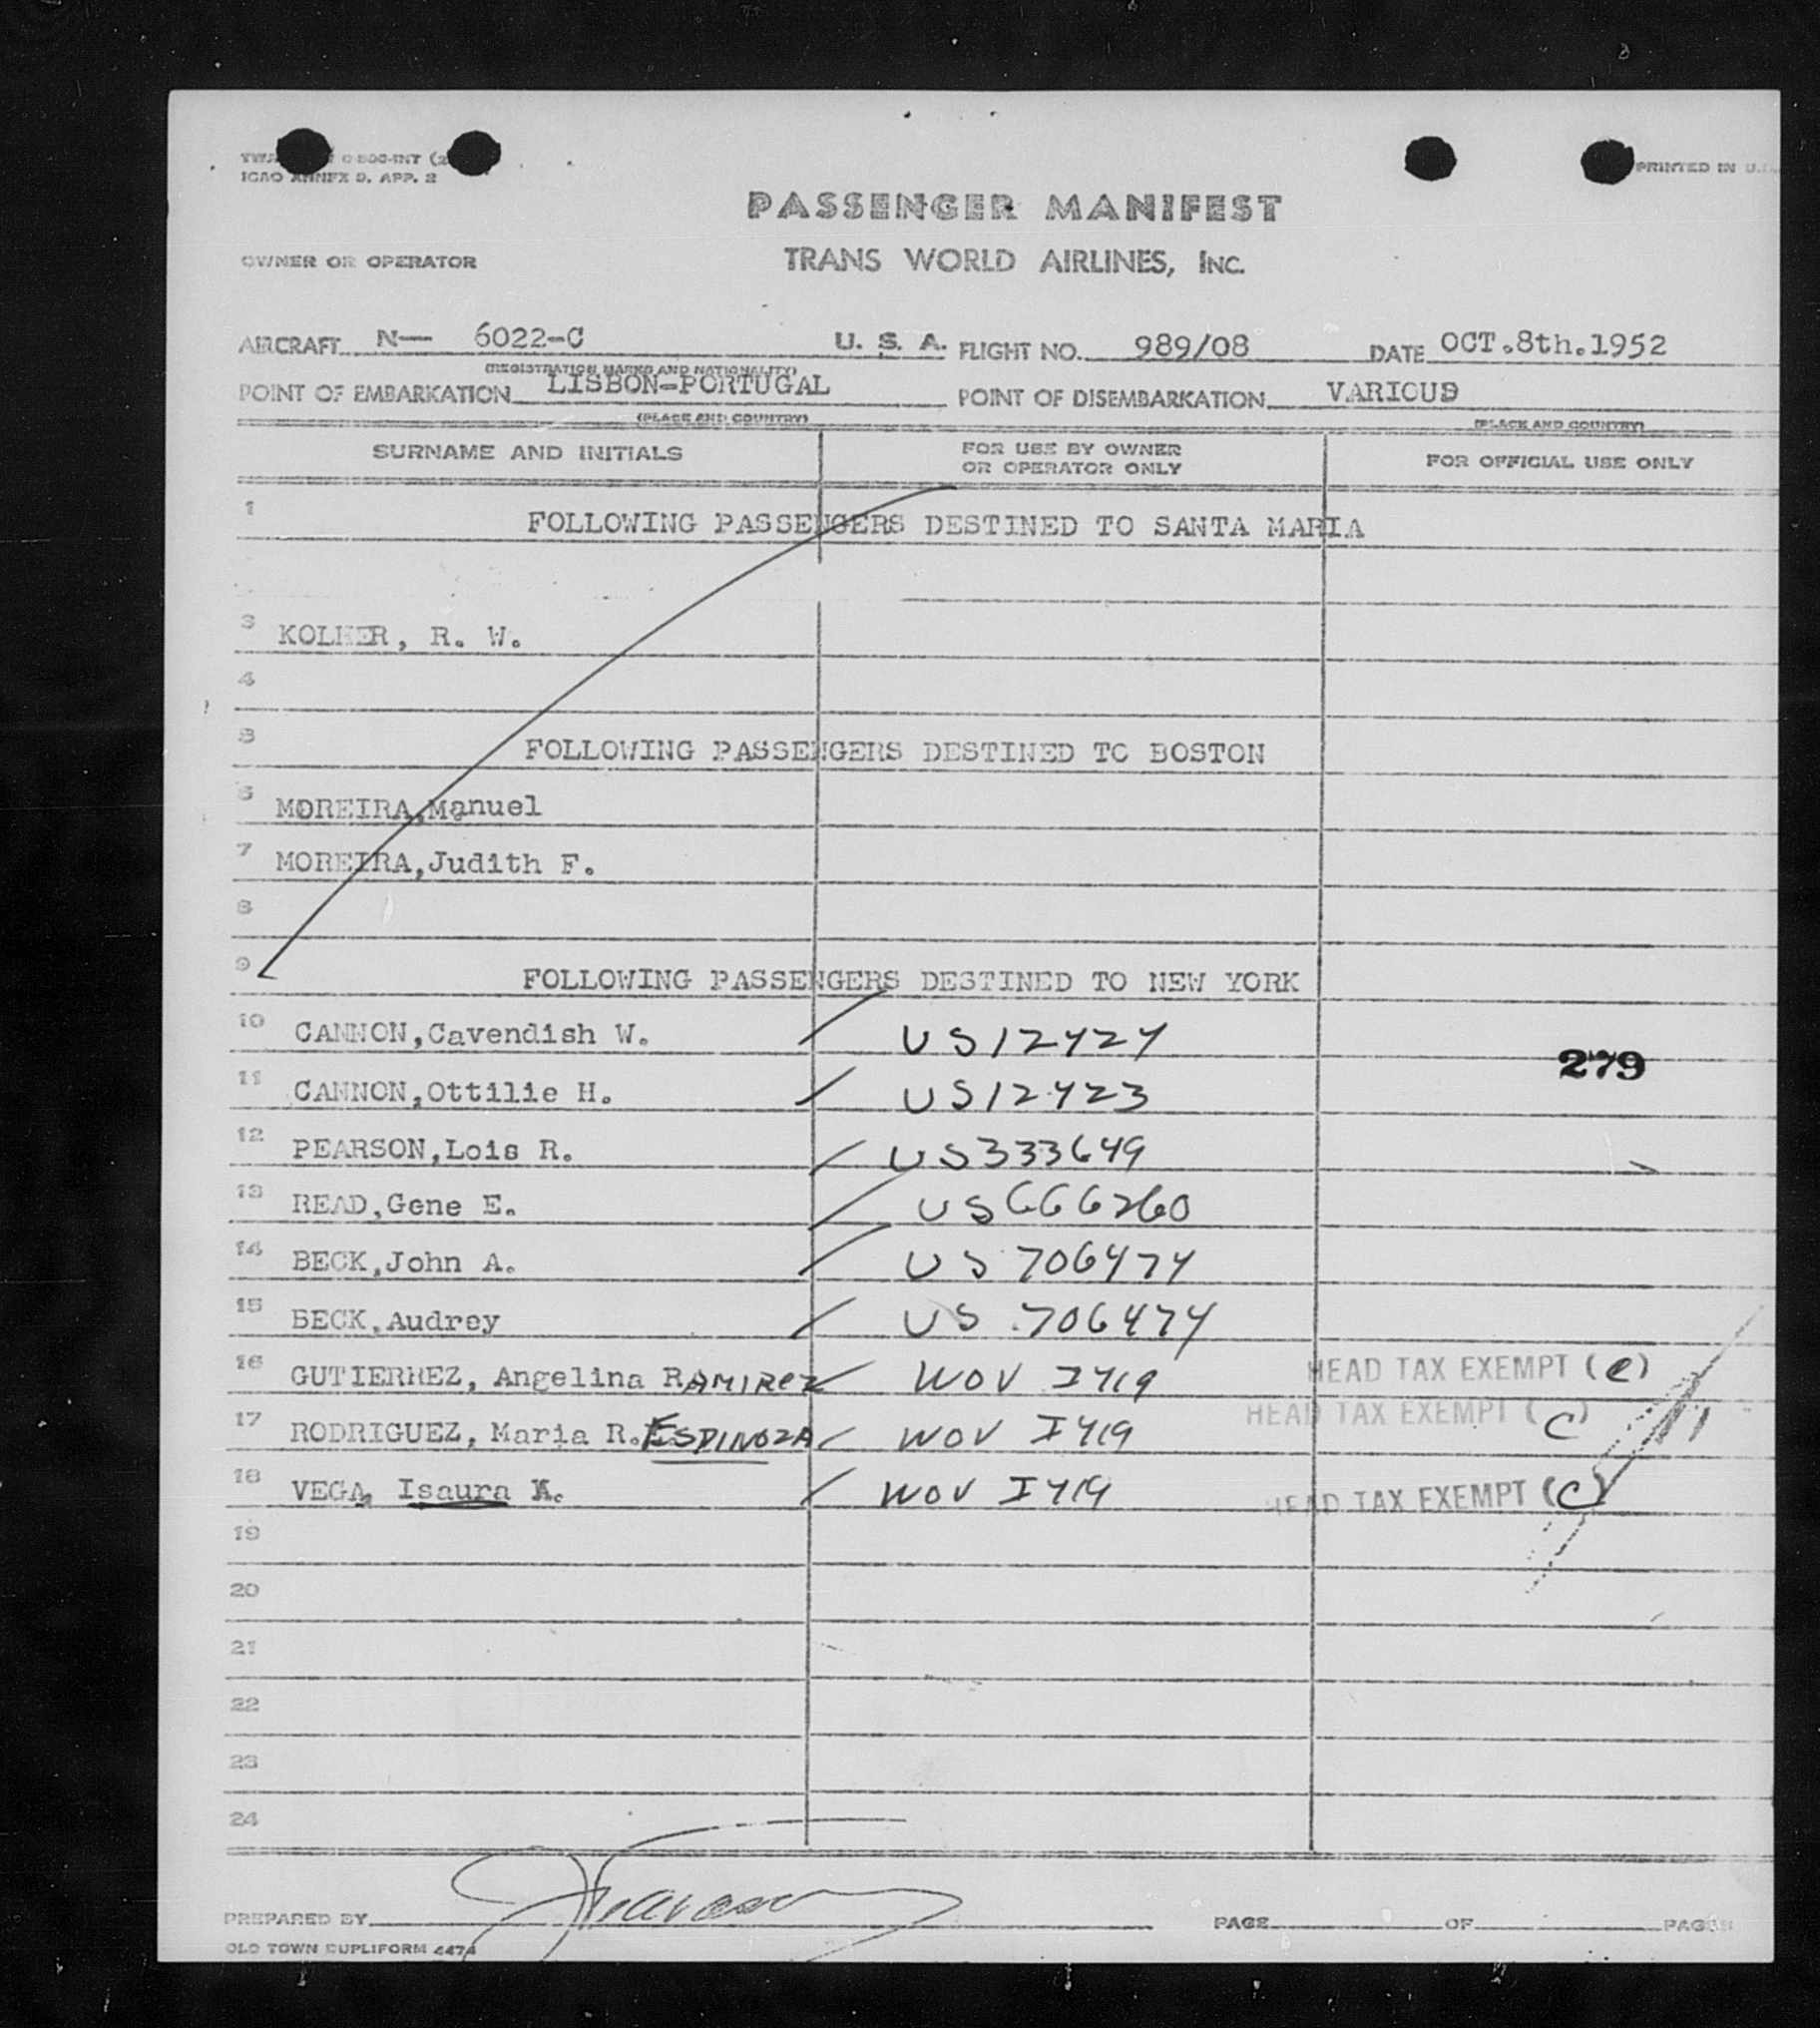 ICAO ANNEX 9, APP. 2
PRINTED IN U.S.
PASSENGER MANIFEST
OWNER OR OPERATOR TRANS WORLD AIRLINES, INC.
AIRCRAFT N— 6022-C U. S. A. FLIGHT NO. 989/08 DATE OCT.8th.1952
(REGISTRATION MARKS AND NATIONALITY)
POINT OF EMBARKATION LISBON-PORTUGAL POINT OF DISEMBARKATION VARIOUS
(PLACE AND COUNTRY) (PLACE AND COUNTRY)
SURNAME AND INITIALS FOR USE BY OWNER OR OPERATOR ONLY FOR OFFICIAL USE ONLY
1 FOLLOWING PASSENGERS DESTINED TO SANTA MARIA
3 KOLKER, R. W.
4
5 FOLLOWING PASSENGERS DESTINED TO BOSTON
6 MOREIRA,Manuel
7 MOREIRA,Judith F.
8
9 FOLLOWING PASSENGERS DESTINED TO NEW YORK
10 CANNON,Cavendish W. US12424
279
11 CANNON,Ottilie H. US12423
12 PEARSON,Lois R. US333649
13 READ,Gene E. US666260
14 BECK,John A. US 706474
15 BECK,Audrey US 706474
16 GUTIERREZ, Angelina RAMIREZ WOV I419 HEAD TAX EXEMPT (C)
17 RODRIGUEZ, Maria R. ESPINOZA WOV I419 HEAD TAX EXEMPT (C)
18 VEGA, Isaura A. WOV I419 HEAD TAX EXEMPT (C)
19
20
21
22
23
24
PREPARED BY PAGE OF PAGES
OLD TOWN DUPLIFORM 4474